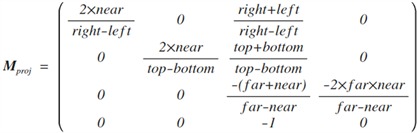 2×near / right-left 0 right+left / right-left 0
0 2×near / top-bottom top+bottom / top-bottom 0
M_proj =
0 0 -(far+near) / far-near -2×far×near / far-near
0 0 -1 0